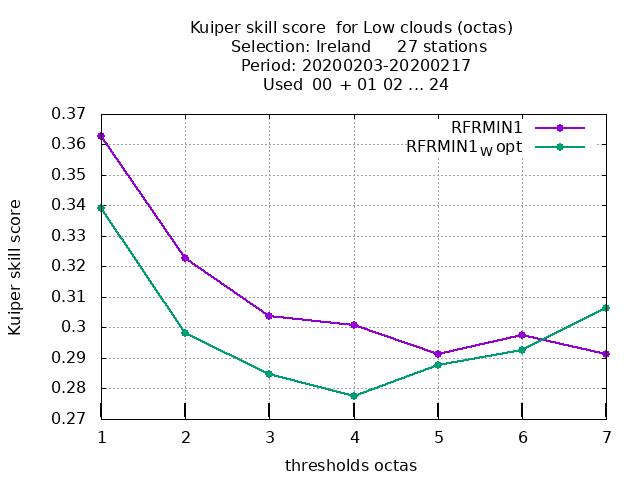 Kuiper skill score  for Low clouds (octas)
Selection: Ireland     27 stations
Period: 20200203-20200217
Used  00 + 01 02 ... 24
RFRMIN1
RFRMIN1W opt
Kuiper skill score
0.37
0.36
0.35
0.34
0.33
0.32
0.31
0.3
0.29
0.28
0.27
1 2 3 4 5 6 7
thresholds octas